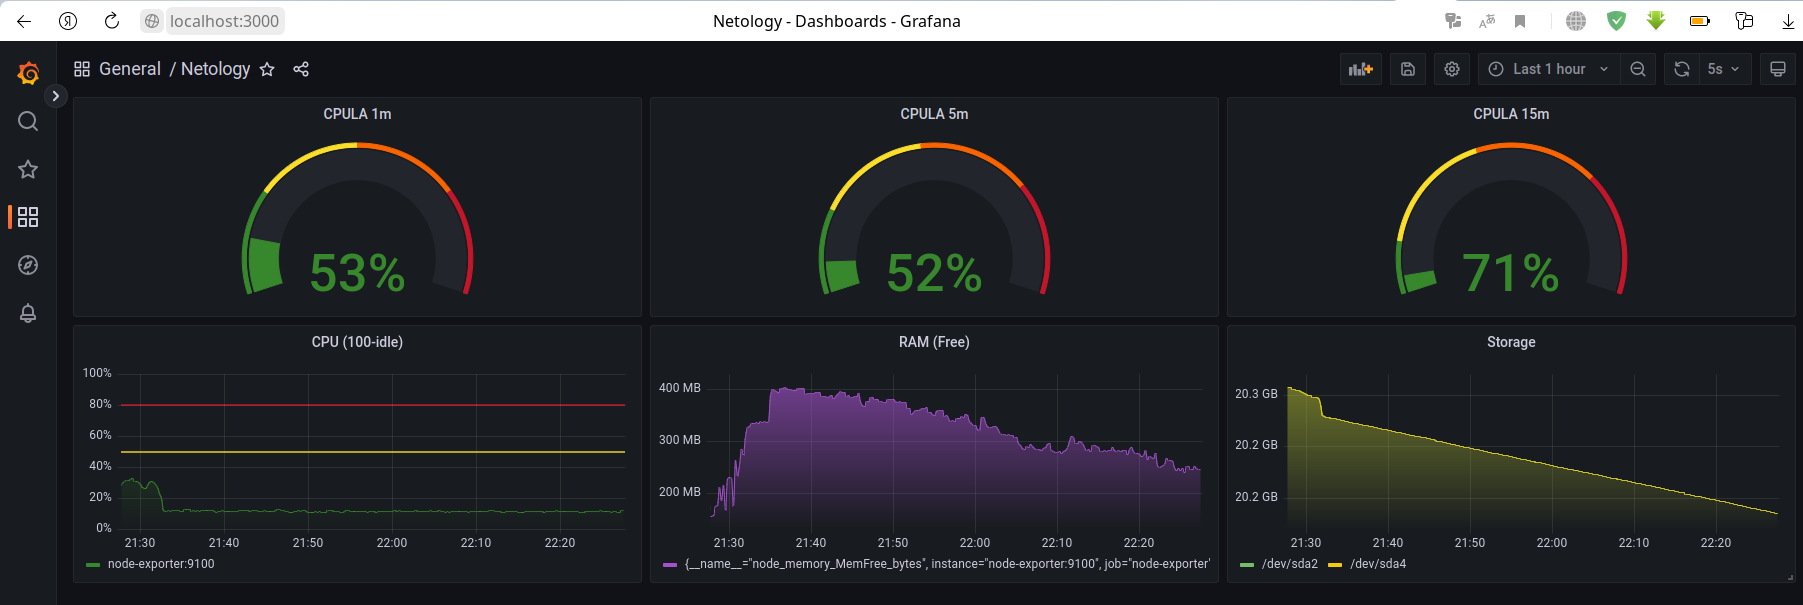 localhost:3000
Netology - Dashboards - Grafana
General / Netology
Last 1 hour
5s
CPULA 1m
53%
CPULA 5m
52%
CPULA 15m
71%
CPU (100-idle)
100%
80%
60%
40%
20%
0%
21:30 21:40 21:50 22:00 22:10 22:20
node-exporter:9100
RAM (Free)
400 MB
300 MB
200 MB
21:30 21:40 21:50 22:00 22:10 22:20
{__name__="node_memory_MemFree_bytes", instance="node-exporter:9100", job="node-exporter"
Storage
20.3 GB
20.2 GB
20.2 GB
21:30 21:40 21:50 22:00 22:10 22:20
/dev/sda2 /dev/sda4